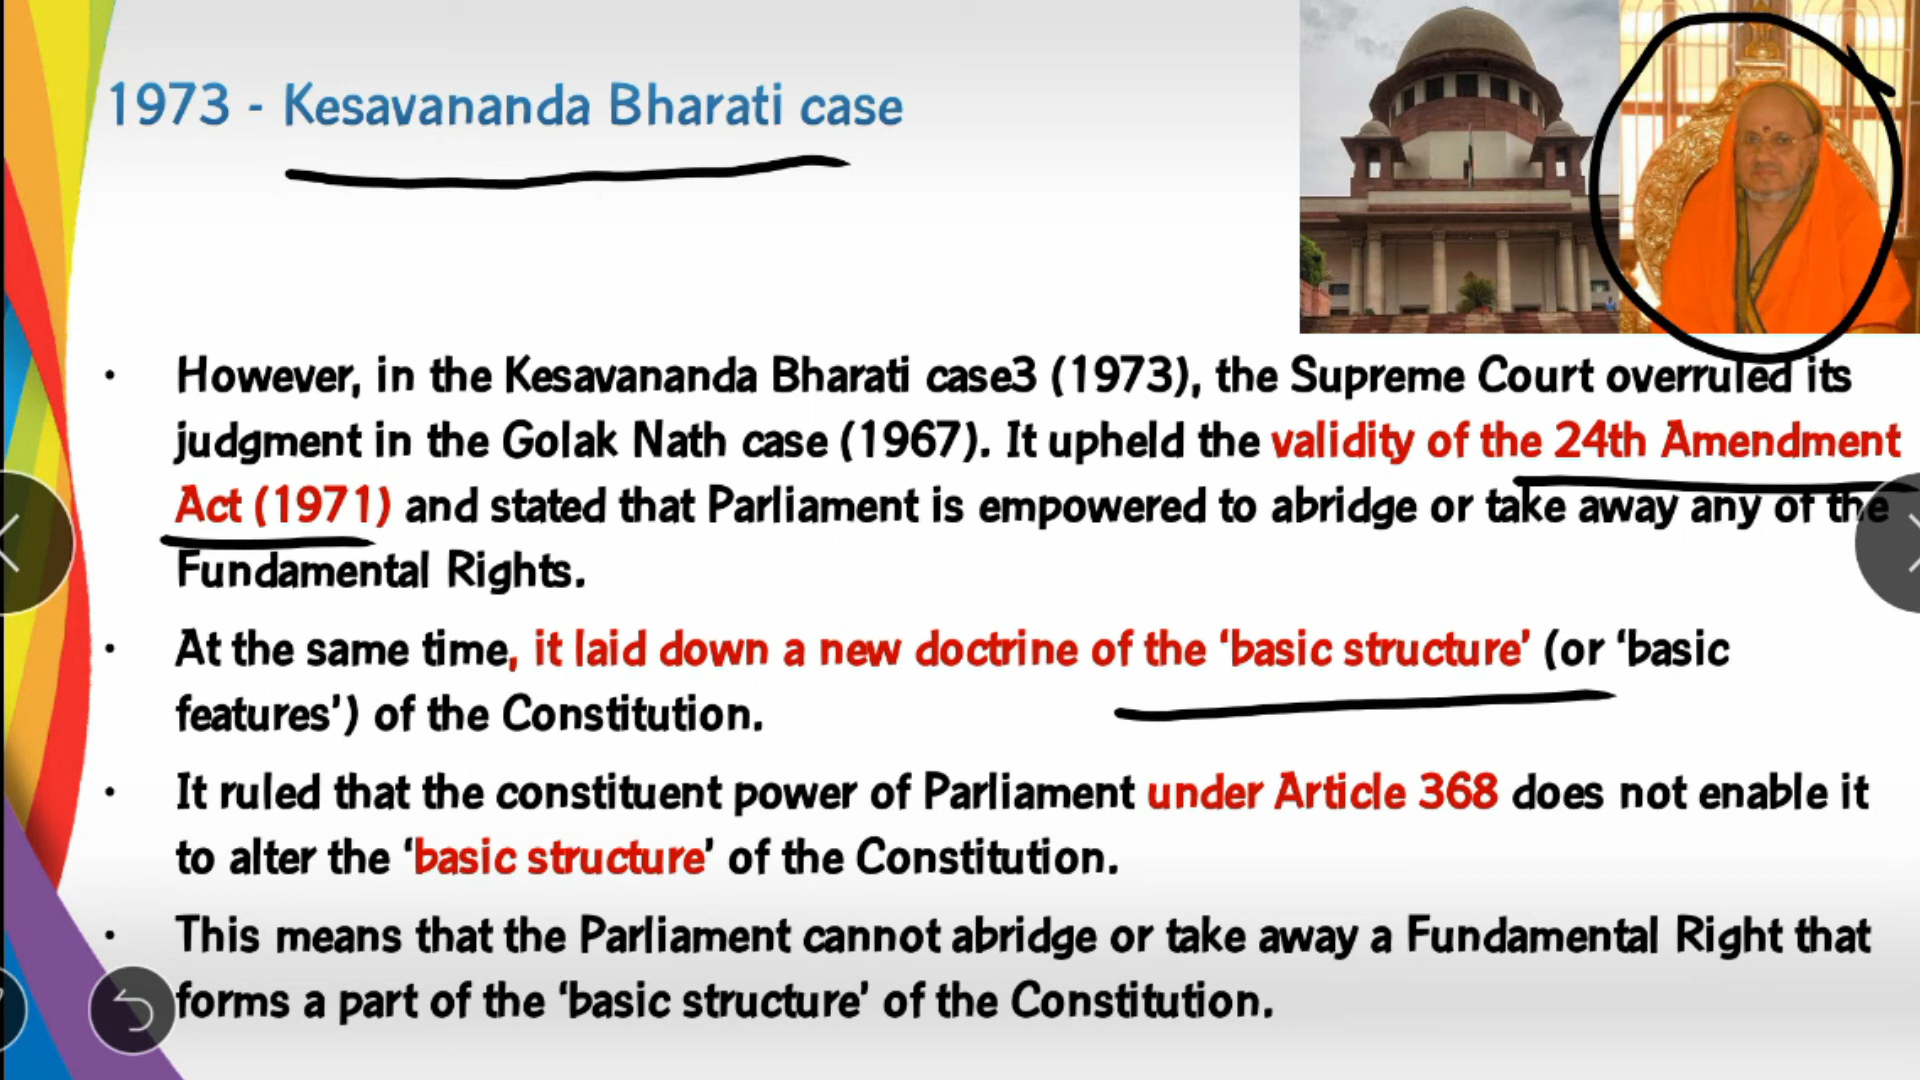 1973 - Kesavananda Bharati case
• However, in the Kesavananda Bharati case3 (1973), the Supreme Court overruled its
judgment in the Golak Nath case (1967). It upheld the validity of the 24th Amendment
Act (1971) and stated that Parliament is empowered to abridge or take away any of the
Fundamental Rights.
• At the same time, it laid down a new doctrine of the ‘basic structure’ (or ‘basic
features’) of the Constitution.
• It ruled that the constituent power of Parliament under Article 368 does not enable it
to alter the ‘basic structure’ of the Constitution.
• This means that the Parliament cannot abridge or take away a Fundamental Right that
forms a part of the ‘basic structure’ of the Constitution.